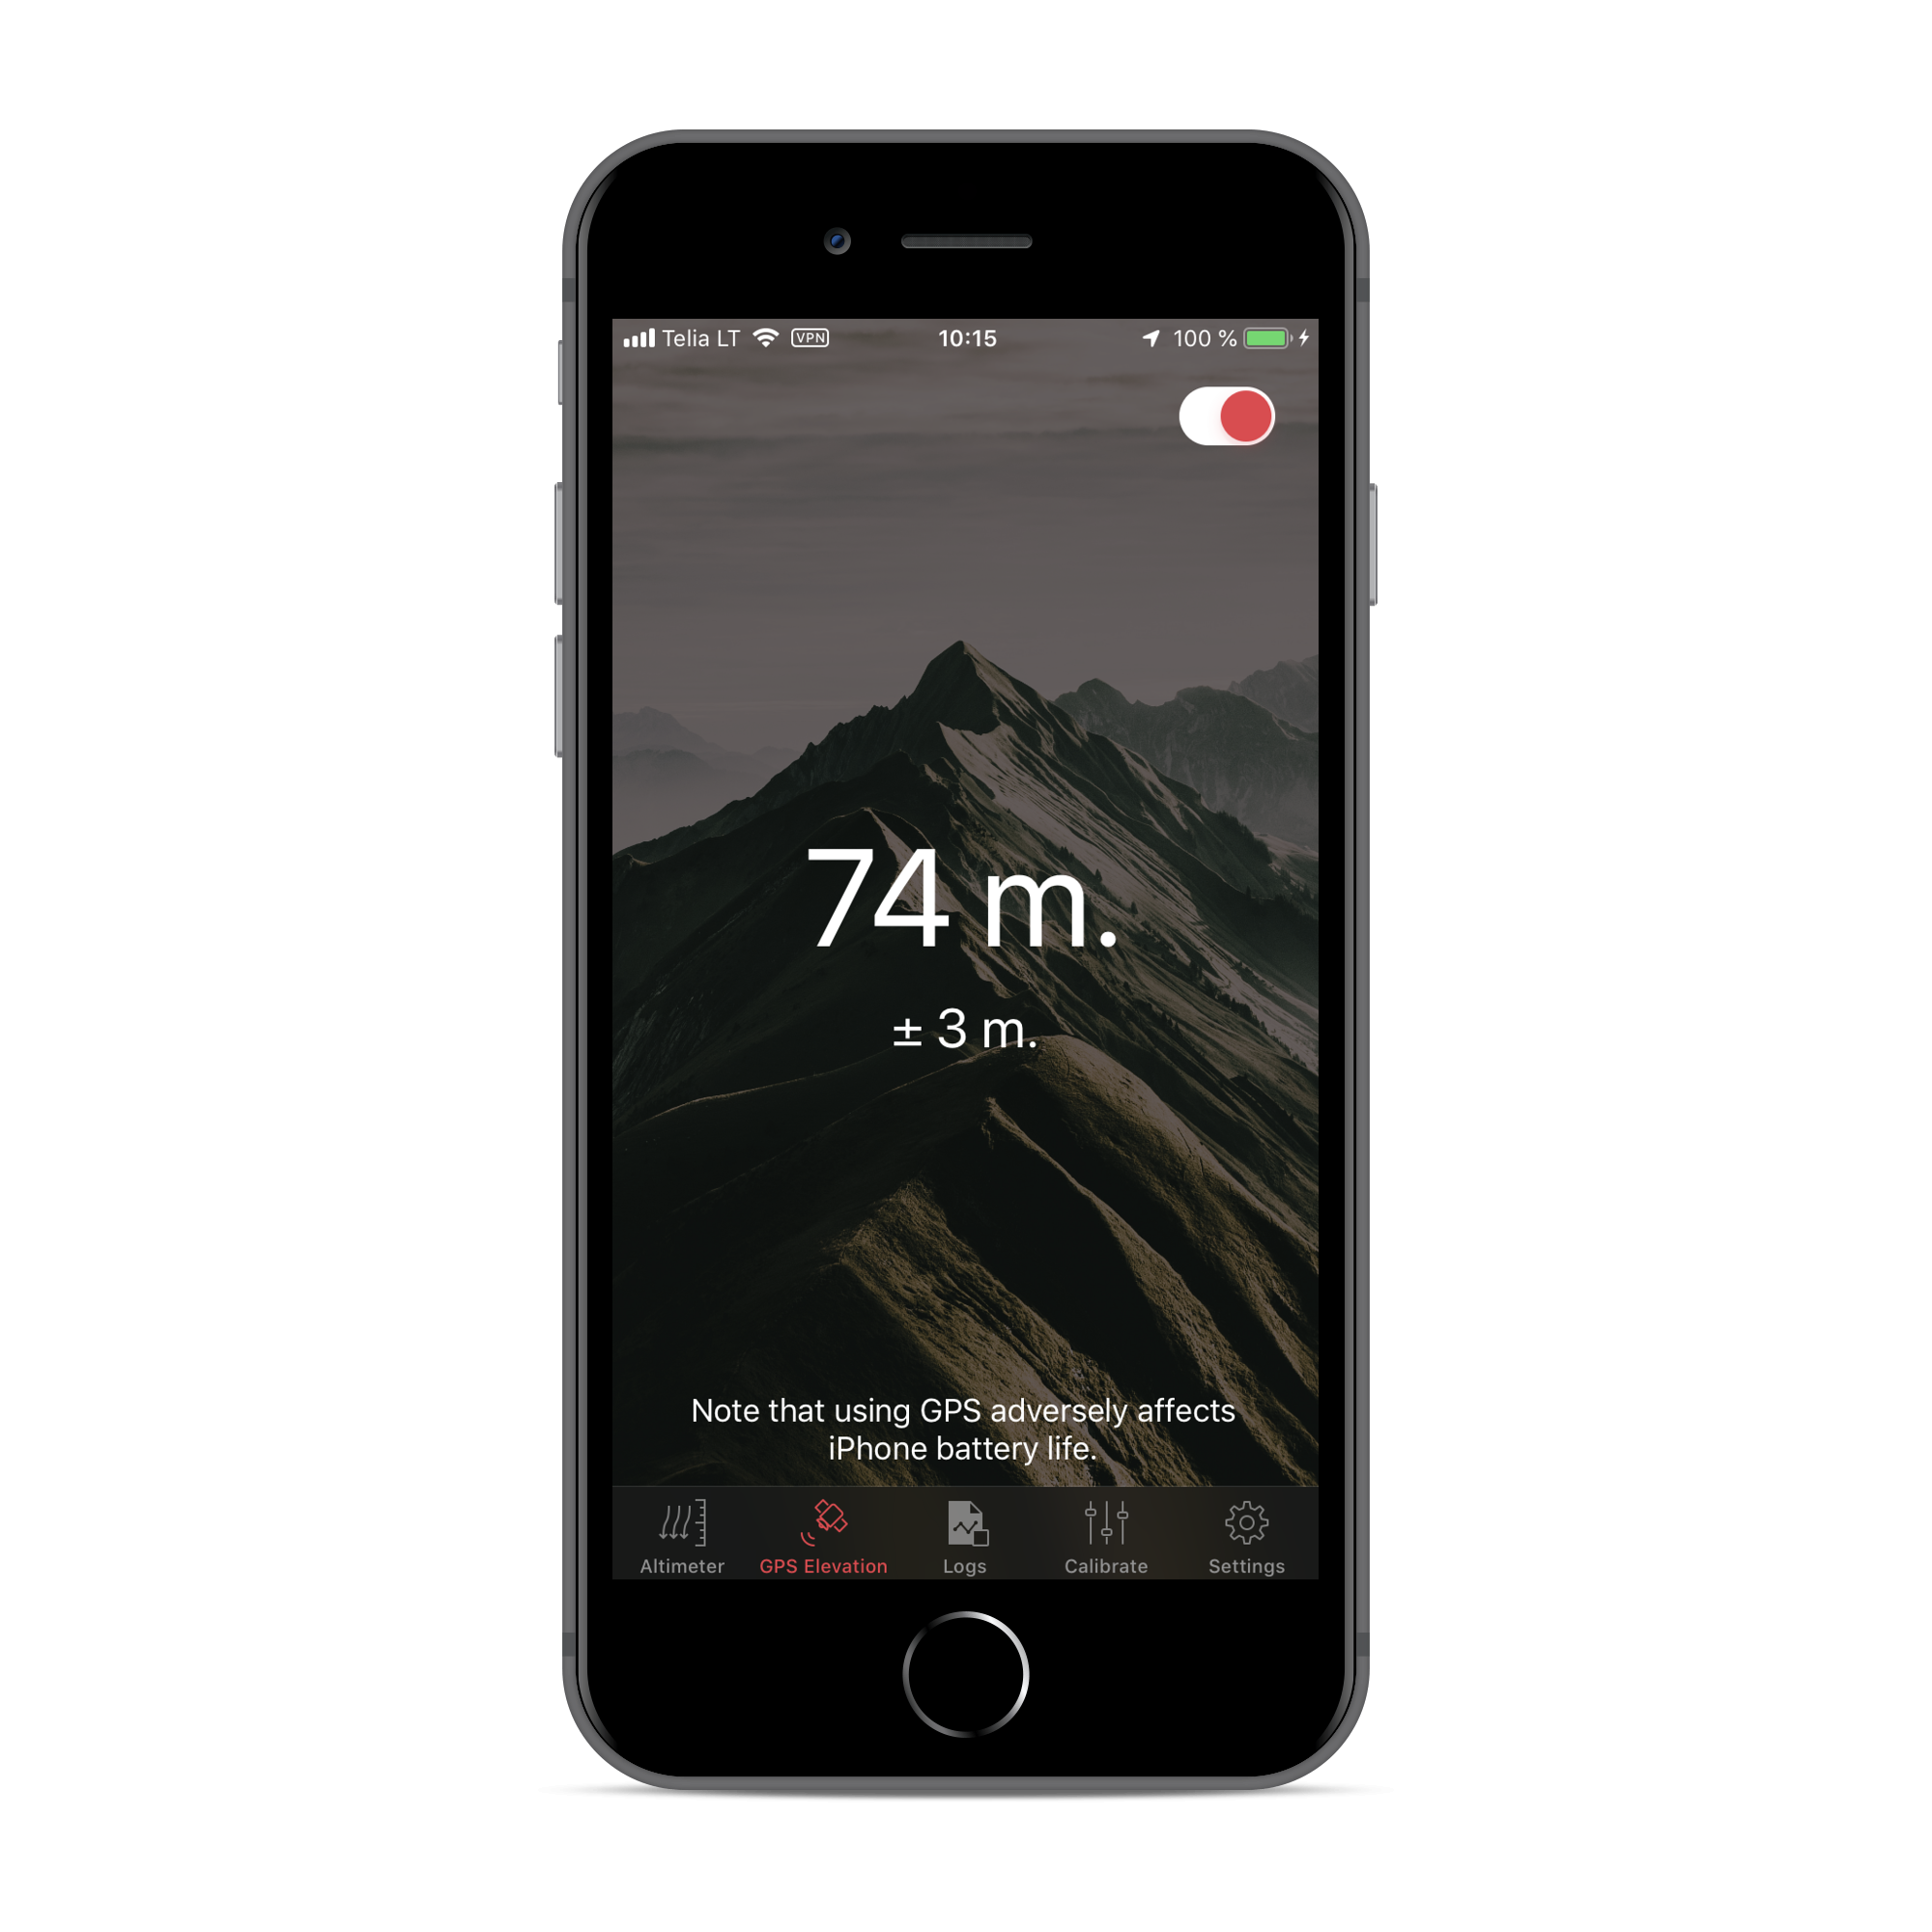 Telia LT VPN 10:15 100 %
74 m.
± 3 m.
Note that using GPS adversely affects
iPhone battery life.
Altimeter GPS Elevation Logs Calibrate Settings